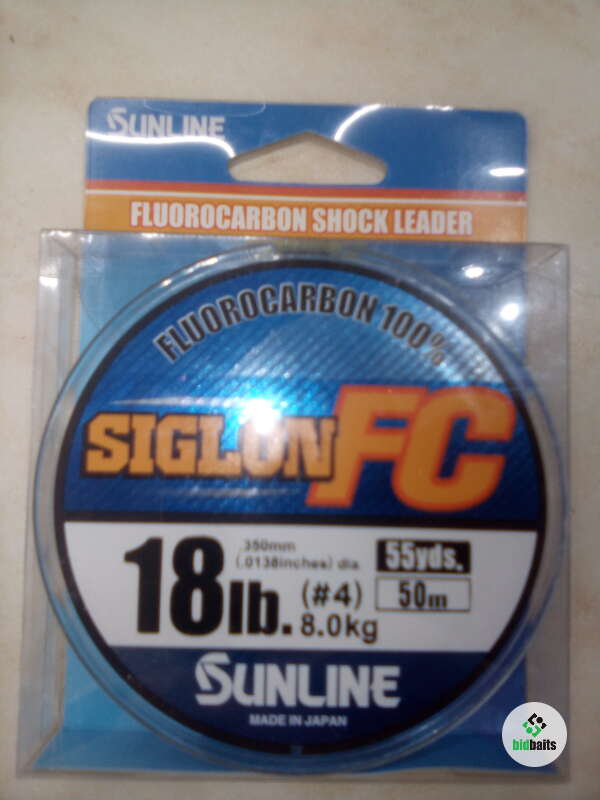 SUNLINE
FLUOROCARBON SHOCK LEADER
FLUOROCARBON 100%
SIGLON FC
18lb.
.350mm
(.0138inches) dia.
(#4)
8.0kg
55yds.
50m
SUNLINE
MADE IN JAPAN
bidbaits